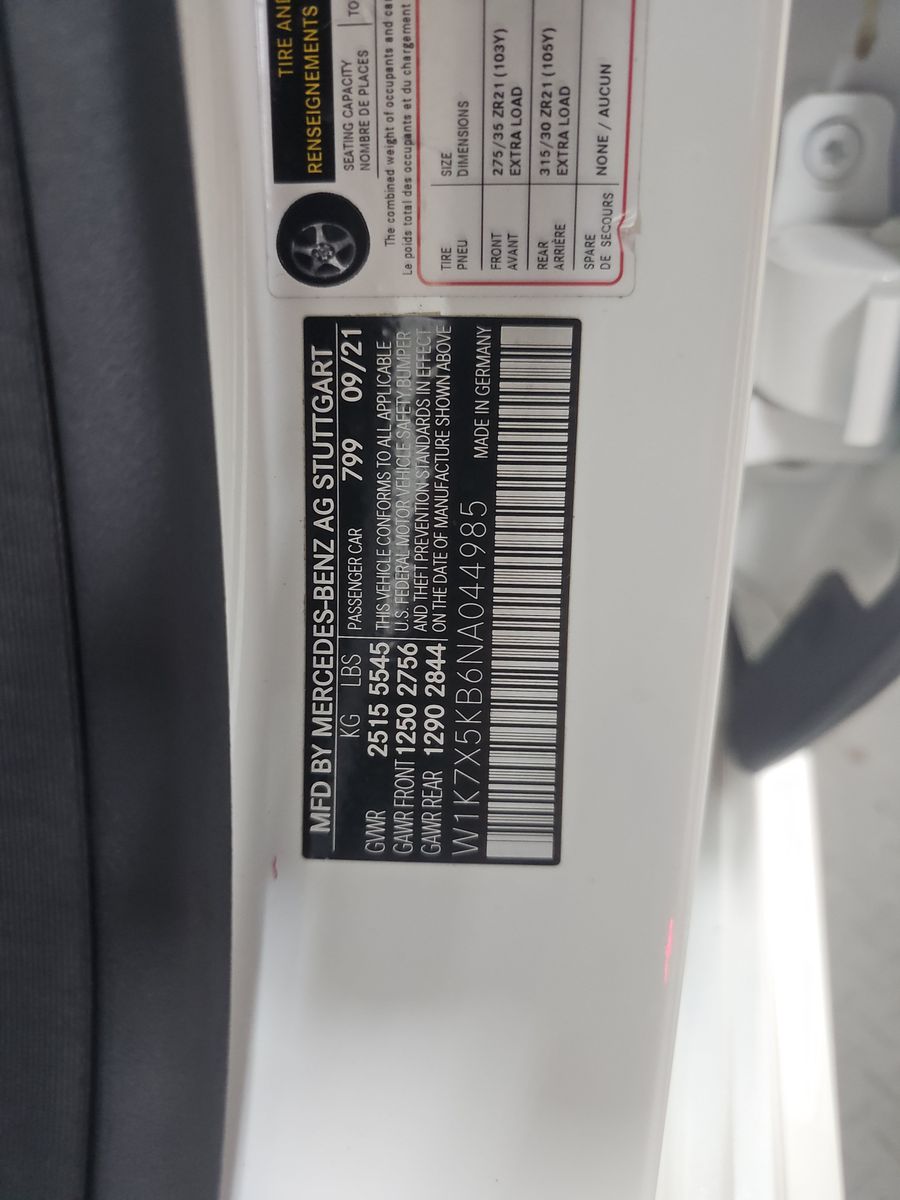 TIRE AND
RENSEIGNEMENTS
SEATING CAPACITY
NOMBRE DE PLACES
TO
The combined weight of occupants and
Le poids total des occupants et du chargement
TIRE
PNEU
SIZE
DIMENSIONS
FRONT
AVANT
275/35 ZR21 (103Y)
EXTRA LOAD
REAR
ARRIÈRE
315/30 ZR21 (105Y)
EXTRA LOAD
SPARE
DE SECOURS
NONE / AUCUN
MFD BY MERCEDES-BENZ AG STUTTGART
KG LBS
PASSENGER CAR 799 09/21
GVWR 2515 5545
GAWR FRONT 1250 2756
GAWR REAR 1290 2844
THIS VEHICLE CONFORMS TO ALL APPLICABLE
U.S. FEDERAL MOTOR VEHICLE SAFETY BUMPER
AND THEFT PREVENTION STANDARDS IN EFFECT
ON THE DATE OF MANUFACTURE SHOWN ABOVE
W1K7X5KB6NA044985 MADE IN GERMANY